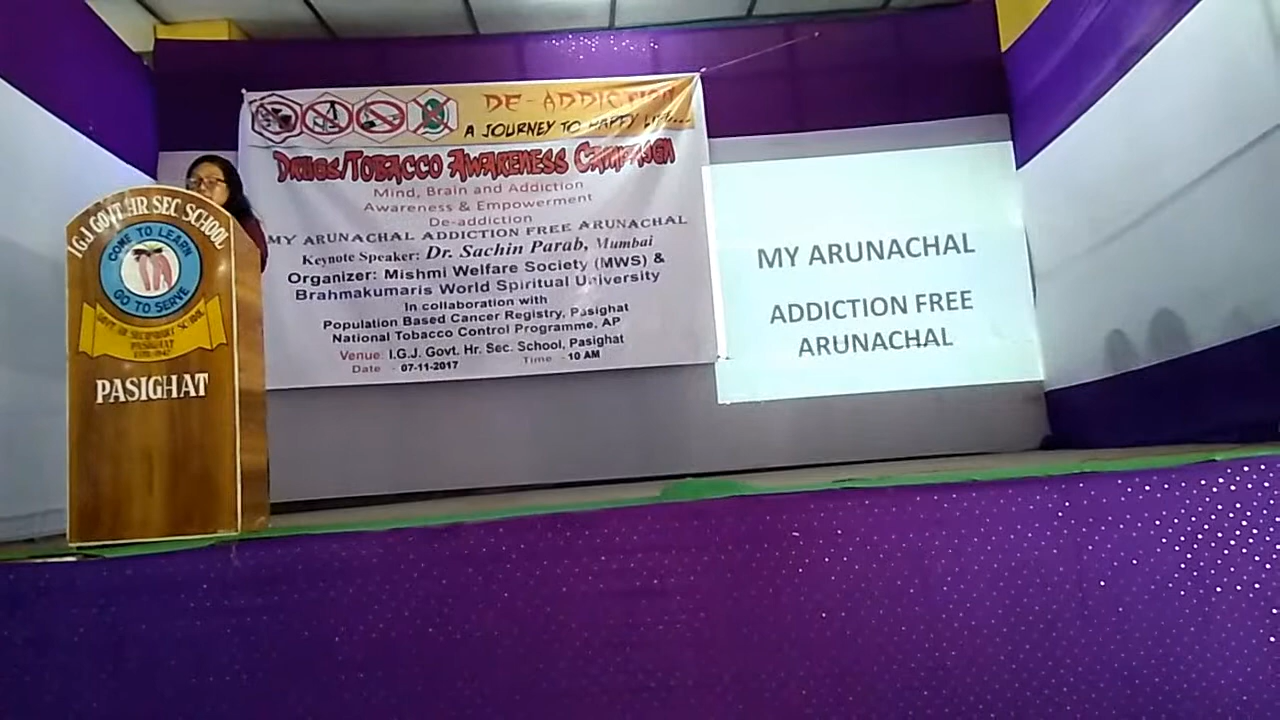 I.G.J GOVT HR SEC SCHOOL
COME TO LEARN
GO TO SERVE
PASIGHAT
PASIGHAT
DE-ADDICTION
A JOURNEY TO HAPPY LIFE...
DRUGS/TOBACCO AWARENESS CAMPAIGN
Mind, Brain and Addiction
Awareness & Empowerment
De-addiction
MY ARUNACHAL ADDICTION FREE ARUNACHAL
Keynote Speaker: Dr. Sachin Parab, Mumbai
Organizer: Mishmi Welfare Society (MWS) &
Brahmakumaris World Spiritual University
In collaboration with
Population Based Cancer Registry, Pasighat
National Tobacco Control Programme, AP
Venue: I.G.J. Govt. Hr. Sec. School, Pasighat
Date - 07-11-2017 Time - 10 AM
MY ARUNACHAL
ADDICTION FREE
ARUNACHAL